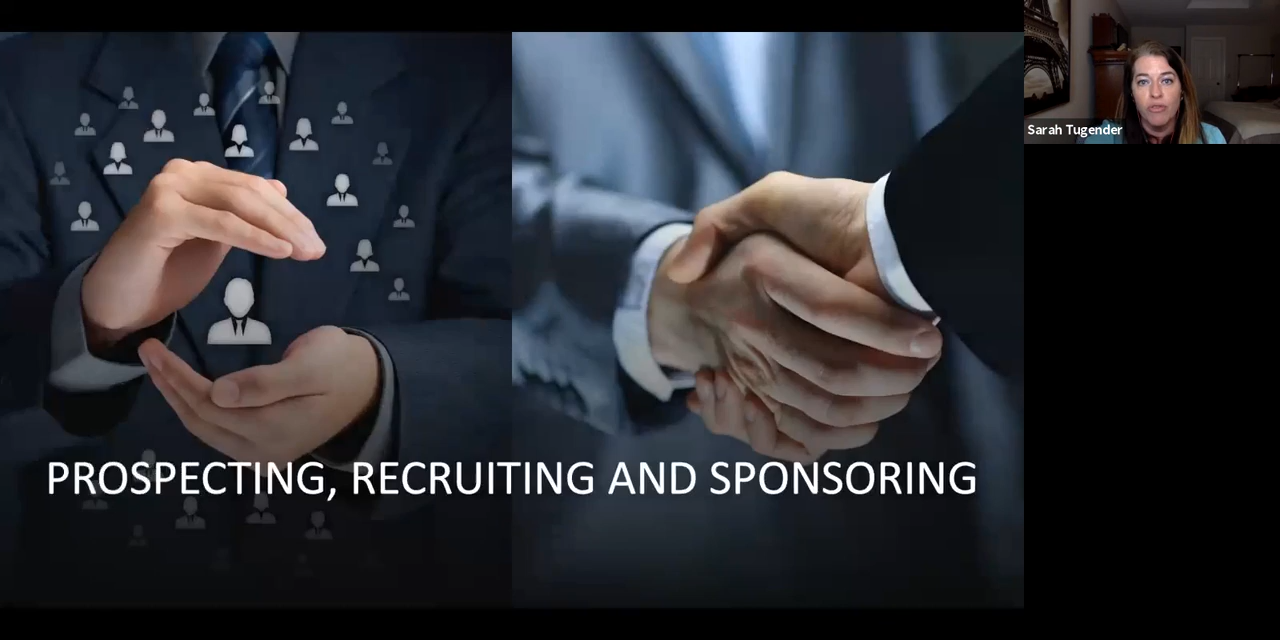 Sarah Tugender
PROSPECTING, RECRUITING AND SPONSORING